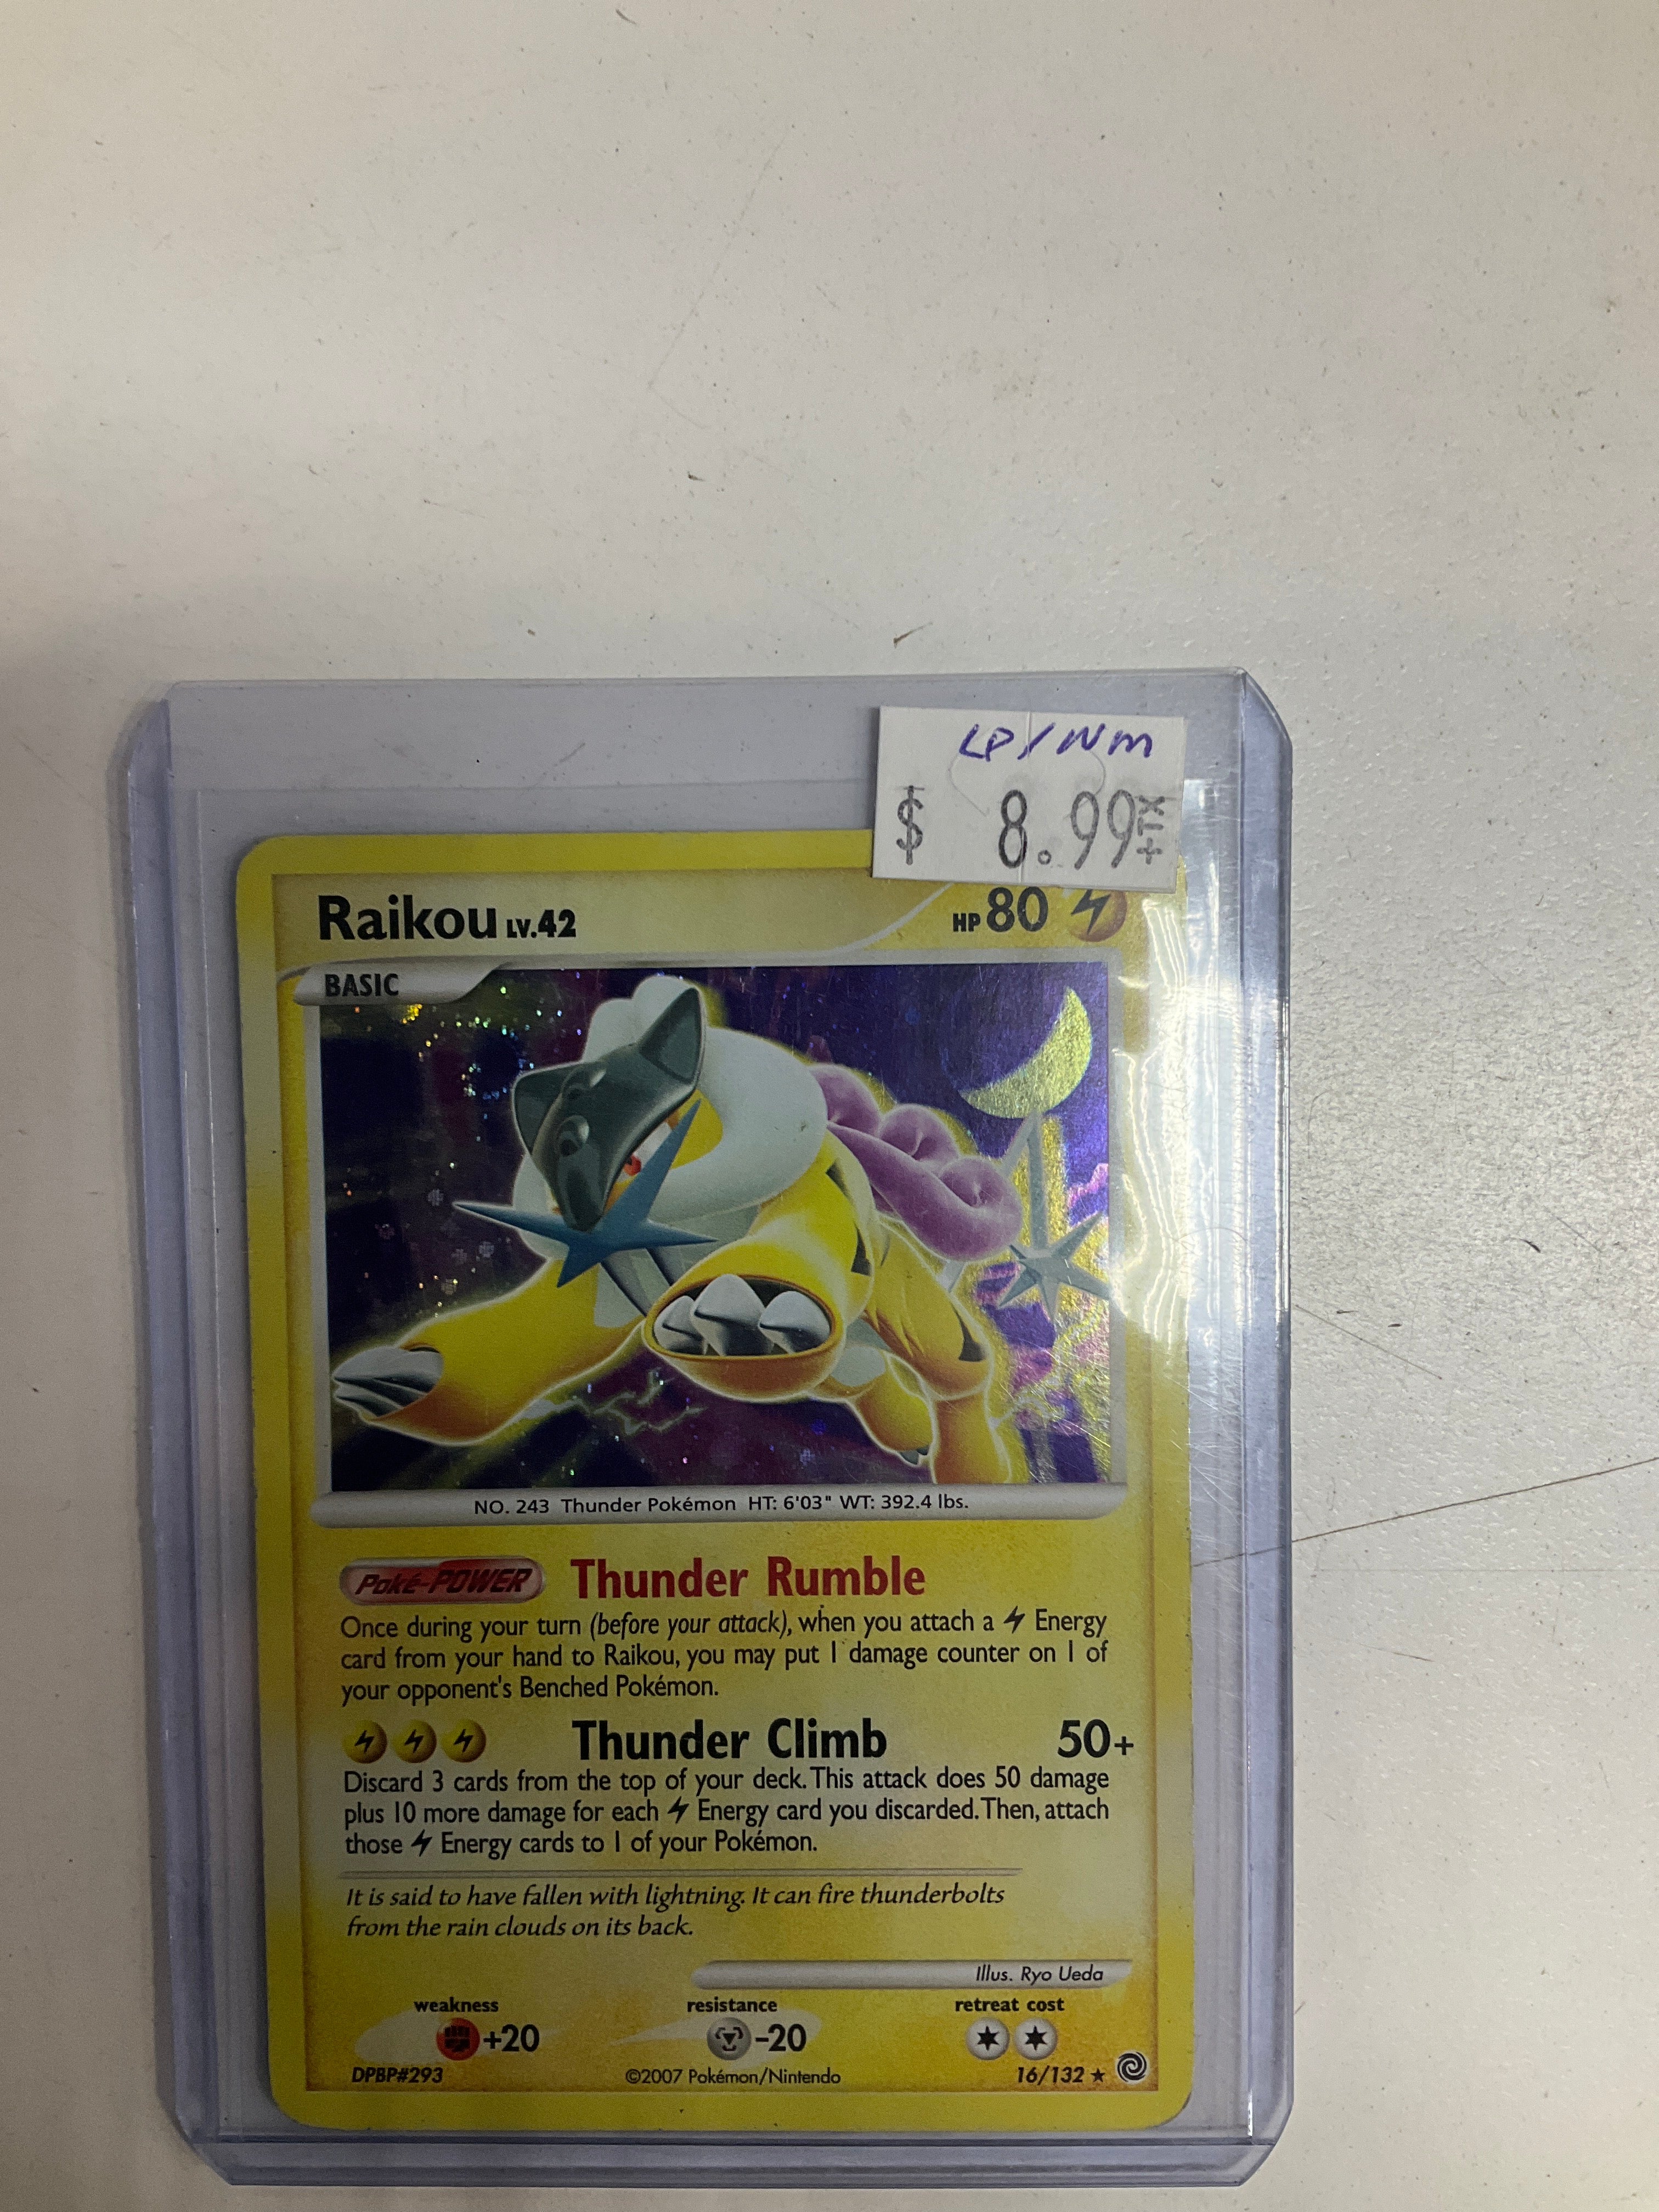 LP/NM
$ 8.99+TX
Raikou LV.42
HP 80
BASIC
NO. 243 Thunder Pokémon HT: 6'03" WT: 392.4 lbs.
Poké-POWER Thunder Rumble
Once during your turn (before your attack), when you attach a Energy
card from your hand to Raikou, you may put 1 damage counter on 1 of
your opponent's Benched Pokémon.
Thunder Climb 50+
Discard 3 cards from the top of your deck. This attack does 50 damage
plus 10 more damage for each Energy card you discarded. Then, attach
those Energy cards to 1 of your Pokémon.
It is said to have fallen with lightning. It can fire thunderbolts
from the rain clouds on its back.
Illus. Ryo Ueda
weakness resistance retreat cost
+20 -20
DPBP#293 ©2007 Pokémon/Nintendo 16/132 ★